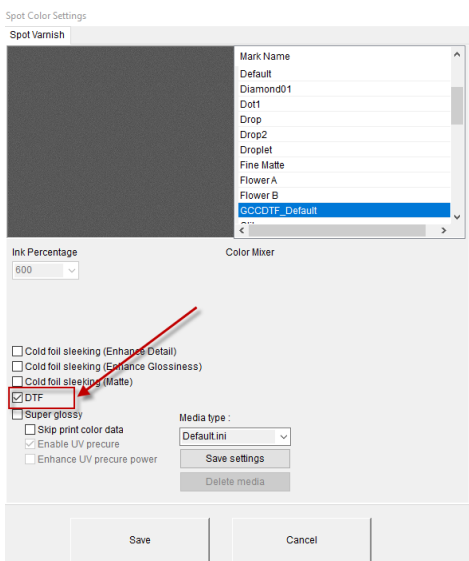 Spot Color Settings
Spot Varnish
Mark Name
Default
Diamond01
Dot1
Drop
Drop2
Droplet
Fine Matte
Flower A
Flower B
GCCDTF_Default
Ink Percentage
Color Mixer
600
Cold foil sleeking (Enhance Detail)
Cold foil sleeking (Enhance Glossiness)
Cold foil sleeking (Matte)
DTF
Super glossy
Skip print color data
Enable UV precure
Enhance UV precure power
Media type :
Default.ini
Save settings
Delete media
Save
Cancel